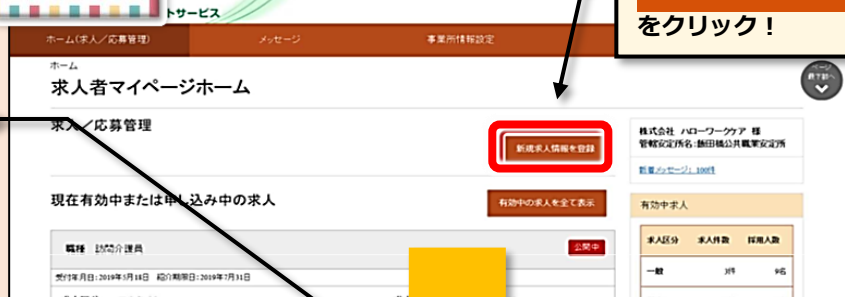 トサービス
をクリック！
ホーム(求人／応募管理)
メッセージ
事業所情報設定
ページ
最下部へ
ホーム
求人者マイページホーム
求人／応募管理
新規求人情報を登録
株式会社 ハローワークケア 様
管轄安定所名:飯田橋公共職業安定所
新着メッセージ: 100件
現在有効中または申し込み中の求人
有効中の求人を全て表示
有効中求人
職種 訪問介護員
公開中
求人区分 求人件数 採用人数
受付年月日:2019年5月18日 紹介期限日:2019年7月31日
一般 3件 9名